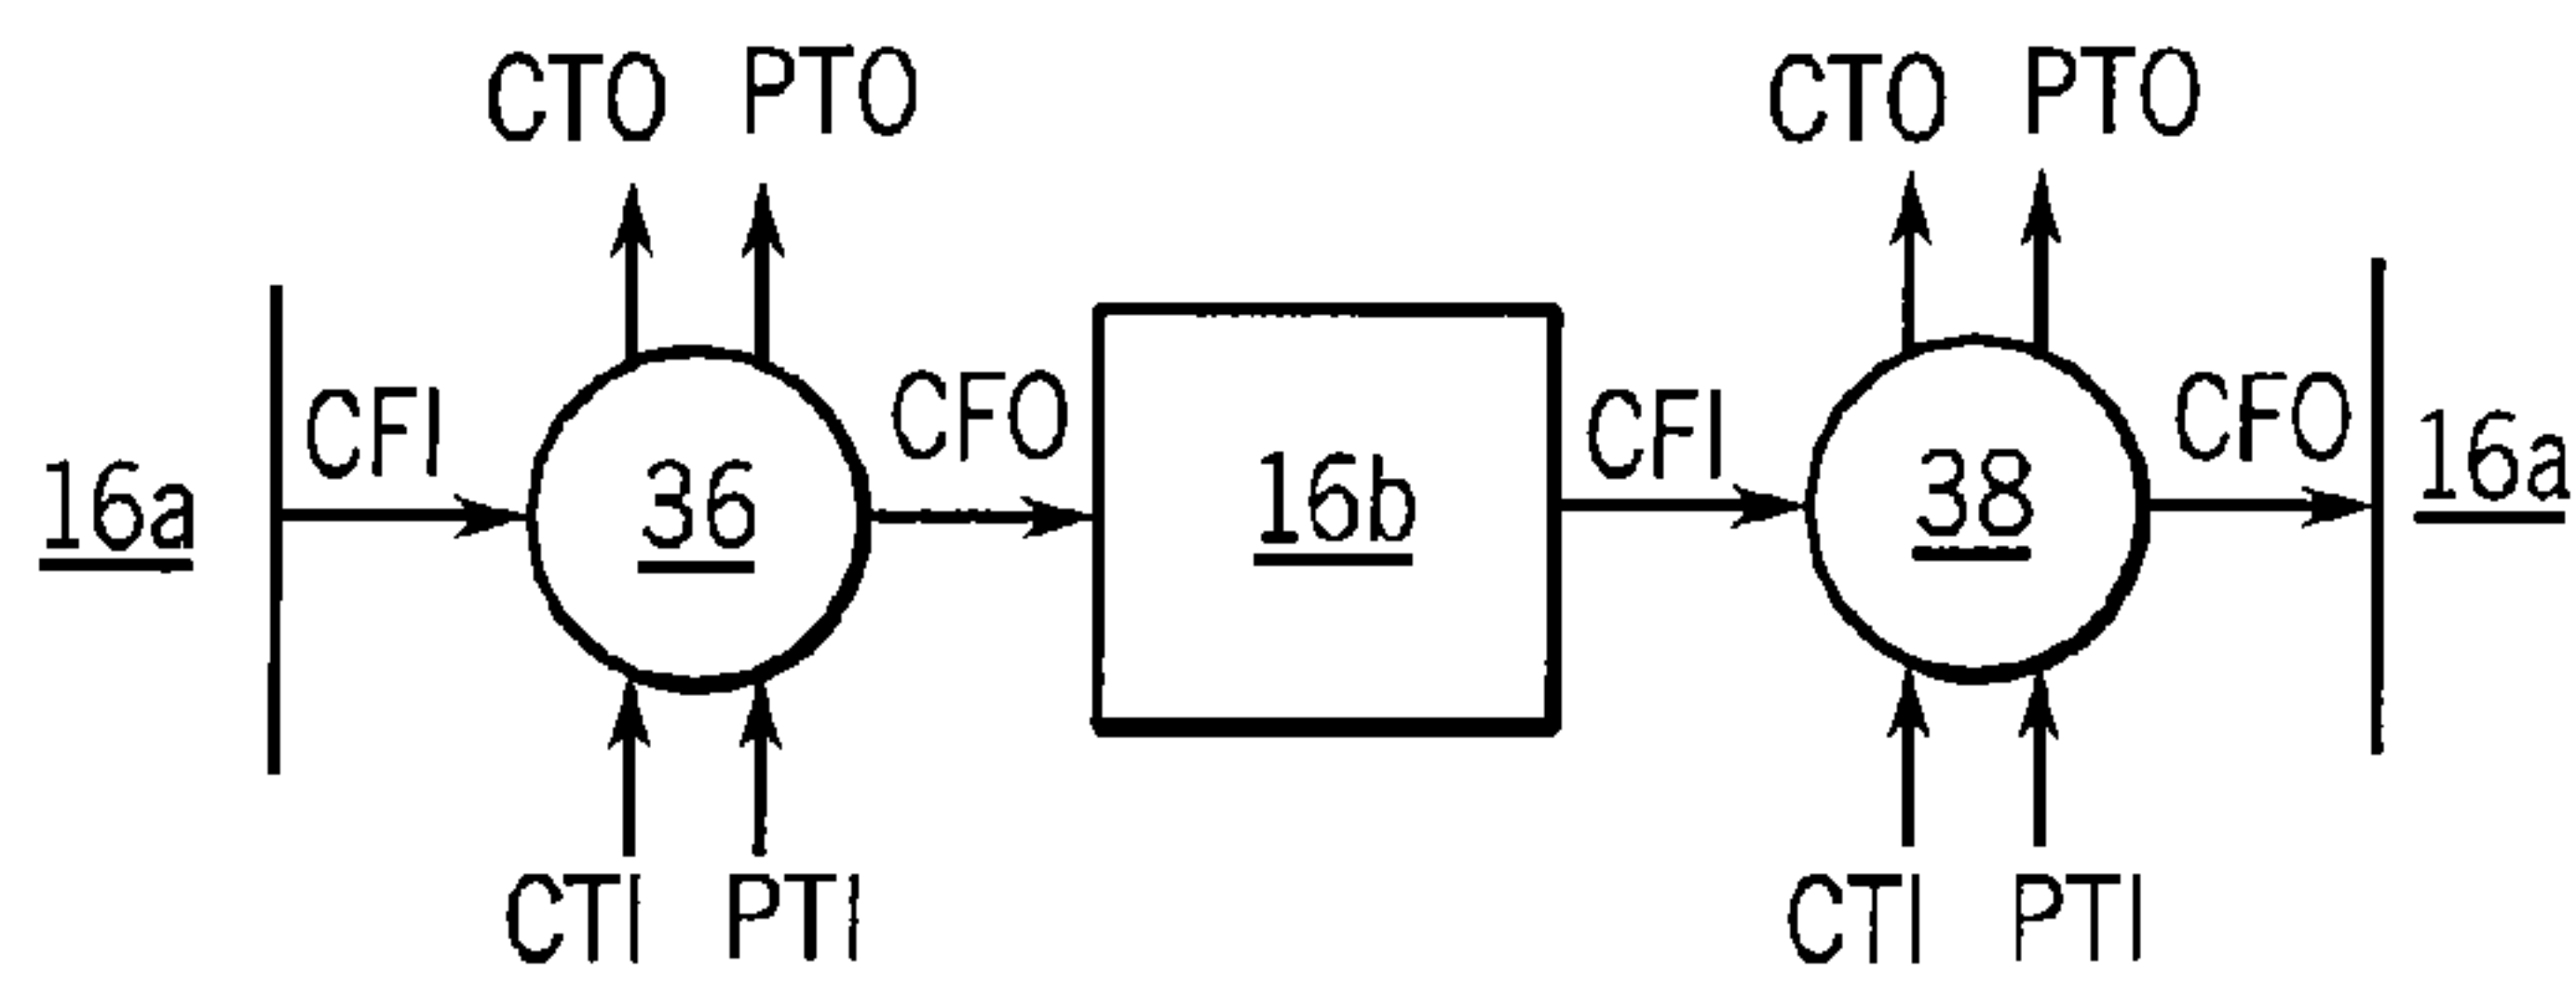 CTO PTO CTO PTO
CFI CFO CFI CFO
16a 36 16b 38 16a
CTI PTI CTI PTI